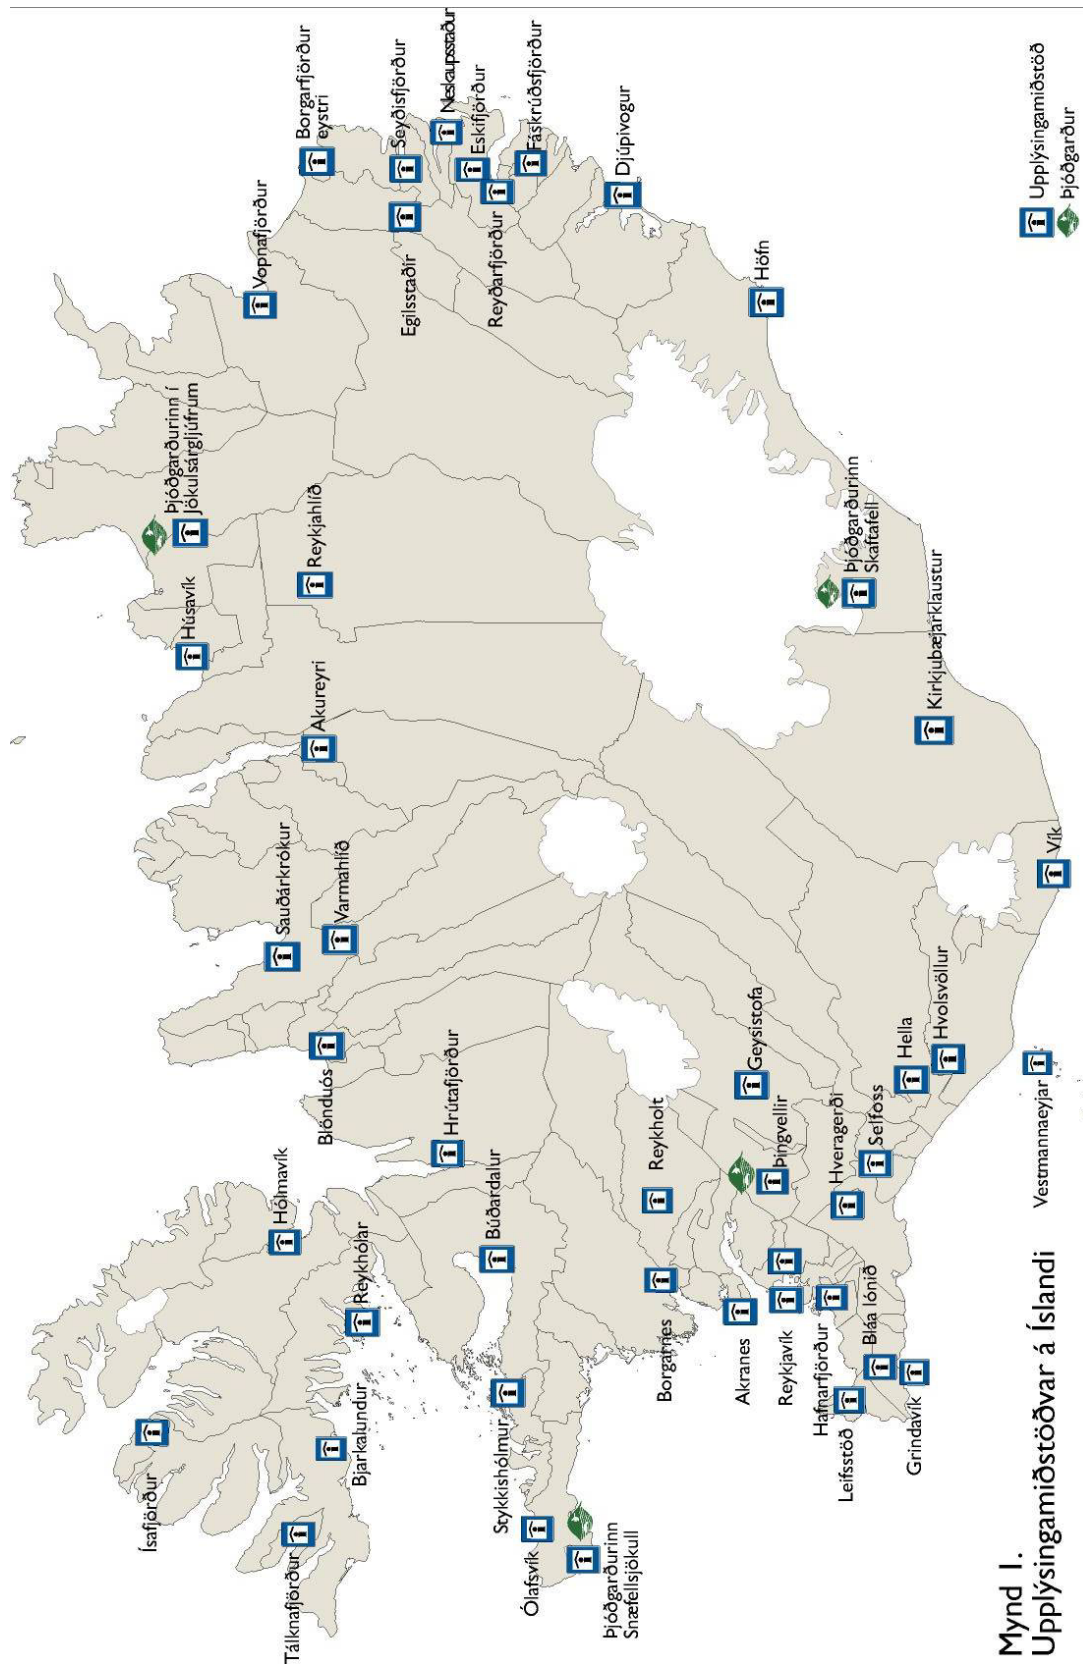 Ísafjörður
Tálknafjörður
Bjarkalundur
Hólmavík
Reykhólar
Blönduós
Sauðárkrókur
Varmahlíð
Akureyri
Húsavík
Þjóðgarðurinn í
Jökulsárgljúfrum
Reykjahlíð
Vopnafjörður
Borgarfjörður
eystri
Seyðisfjörður
Egilsstaðir
Neskaupsstaður
Eskifjörður
Reyðarfjörður
Fáskrúðsfjörður
Djúpivogur
Höfn
Hrútafjörður
Búðardalur
Stykkishólmur
Ólafsvík
Þjóðgarðurinn
Snæfellsjökull
Reykholt
Borgarnes
Akranes
Geysistofa
Þingvellir
Reykjavík
Hafnarfjörður
Leifsstöð
Bláa lónið
Grindavík
Hveragerði
Selfoss
Hella
Hvolsvöllur
Vestmannaeyjar
Vík
Kirkjubæjarklaustur
Þjóðgarðurinn
Skaftafell
Mynd 1.
Upplýsingamiðstöðvar á Íslandi
Upplýsingamiðstöð
Þjóðgarður